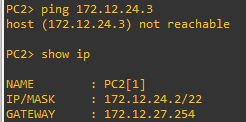 PC2> ping 172.12.24.3
host (172.12.24.3) not reachable
PC2> show ip
NAME        : PC2[1]
IP/MASK     : 172.12.24.2/22
GATEWAY     : 172.12.27.254